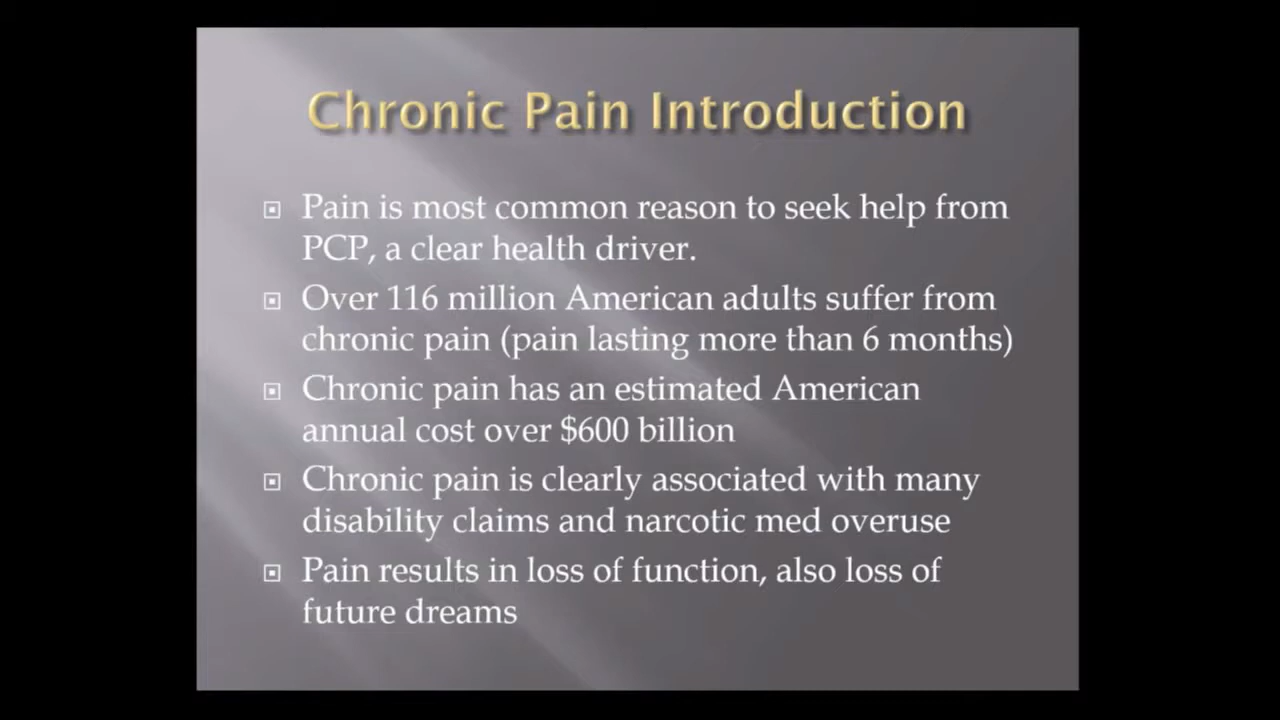 Chronic Pain Introduction
Pain is most common reason to seek help from
PCP, a clear health driver.
Over 116 million American adults suffer from
chronic pain (pain lasting more than 6 months)
Chronic pain has an estimated American
annual cost over $600 billion
Chronic pain is clearly associated with many
disability claims and narcotic med overuse
Pain results in loss of function, also loss of
future dreams